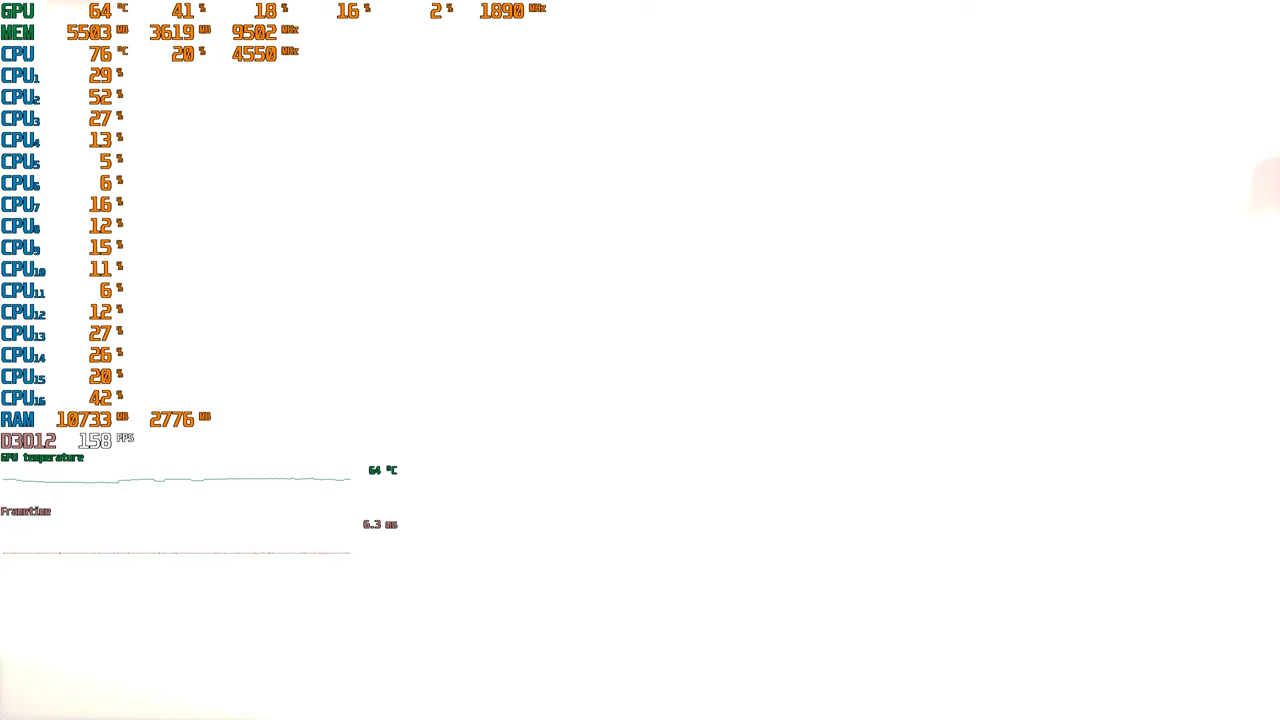 GPU 64 °C 41 % 18 % 16 % 2 % 1890 MHz
MEM 5503 MB 3619 MB 9502 MHz
CPU 76 °C 20 % 4550 MHz
CPU1 29 %
CPU2 52 %
CPU3 27 %
CPU4 13 %
CPU5 5 %
CPU6 6 %
CPU7 16 %
CPU8 12 %
CPU9 15 %
CPU10 11 %
CPU11 6 %
CPU12 12 %
CPU13 27 %
CPU14 26 %
CPU15 20 %
CPU16 42 %
RAM 10733 MB 2776 MB
D3D12 158 FPS
GPU temperature
64 °C
Frametime
6.3 ms